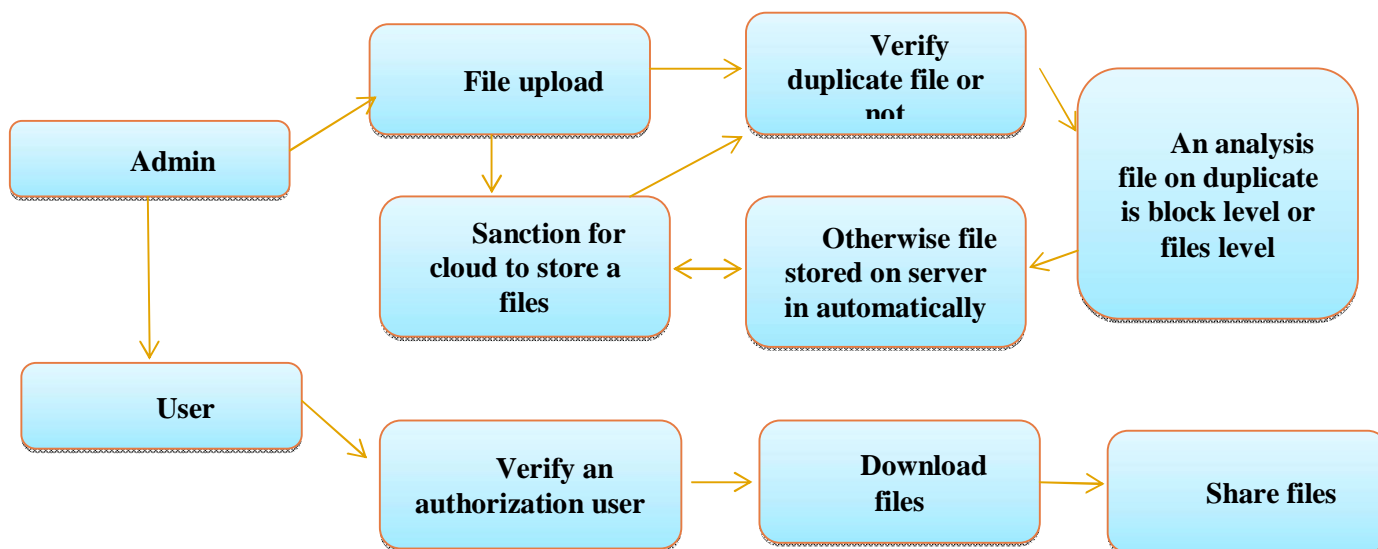 File upload
Verify
duplicate file or
not
Admin
An analysis
file on duplicate
is block level or
files level
Sanction for
cloud to store a
files
Otherwise file
stored on server
in automatically
User
Verify an
authorization user
Download
files
Share files